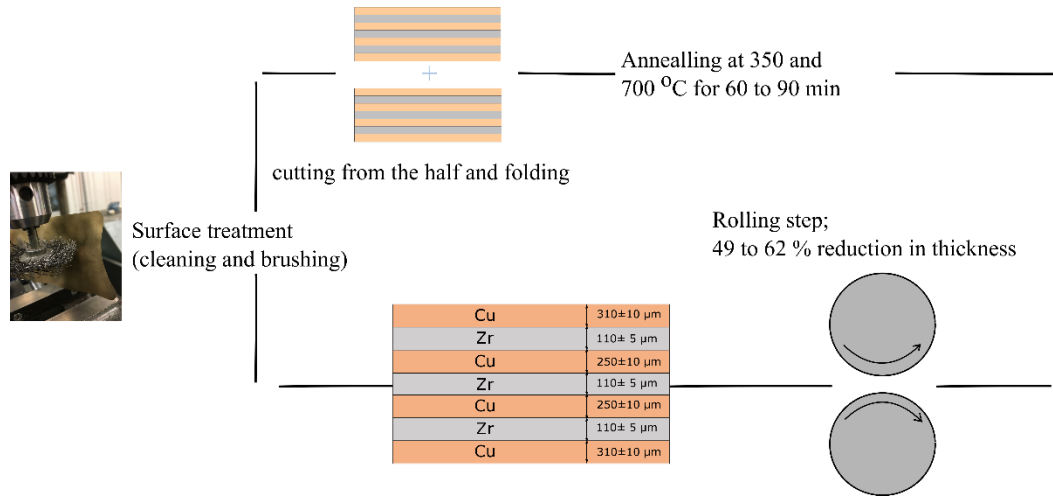 +
Annealling at 350 and
700 ᴼC for 60 to 90 min
cutting from the half and folding
Surface treatment
(cleaning and brushing)
Rolling step;
49 to 62 % reduction in thickness
Cu 310±10 μm
Zr 110± 5 μm
Cu 250±10 μm
Zr 110± 5 μm
Cu 250±10 μm
Zr 110± 5 μm
Cu 310±10 μm